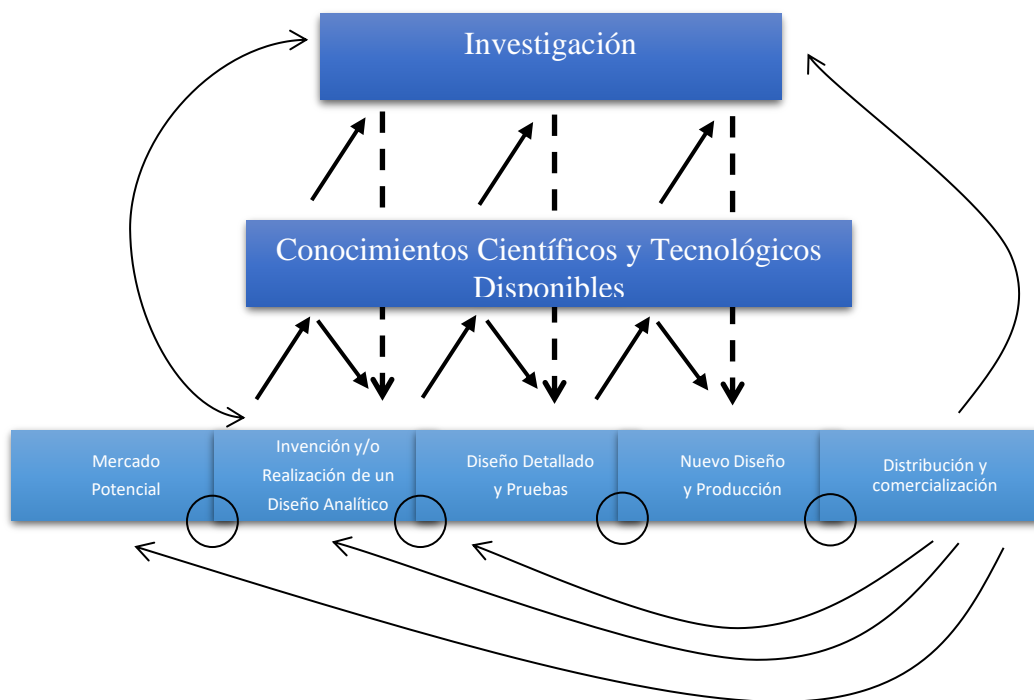 Investigación
Conocimientos Científicos y Tecnológicos
Disponibles
Mercado
Potencial
Invención y/o
Realización de un
Diseño Analítico
Diseño Detallado
y Pruebas
Nuevo Diseño
y Producción
Distribución y
comercialización